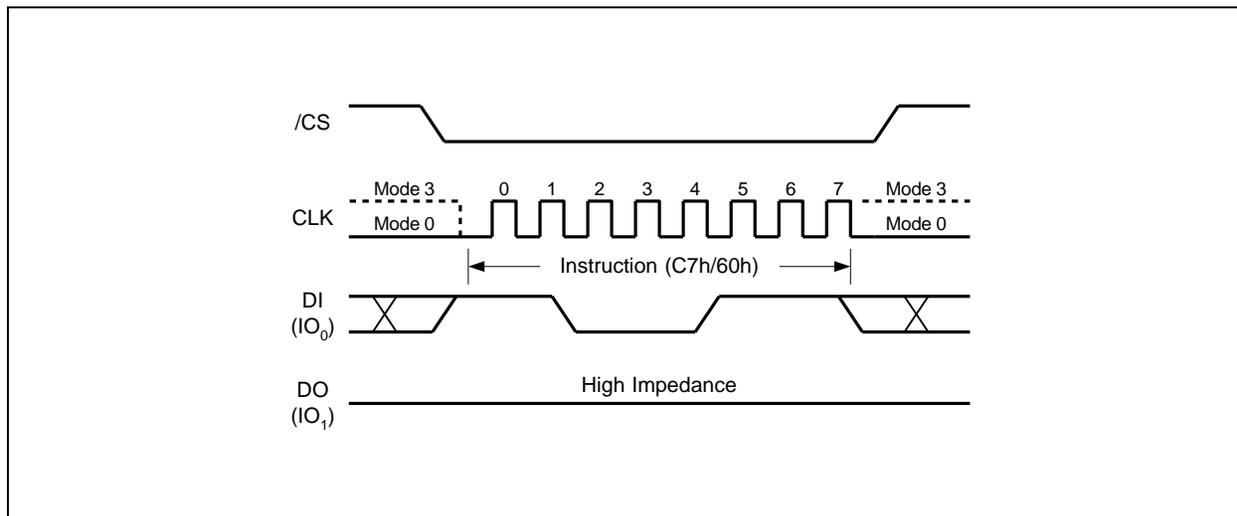 /CS
Mode 3 0 1 2 3 4 5 6 7 Mode 3
CLK
Mode 0 Mode 0
Instruction (C7h/60h)
DI
(IO0)
High Impedance
DO
(IO1)